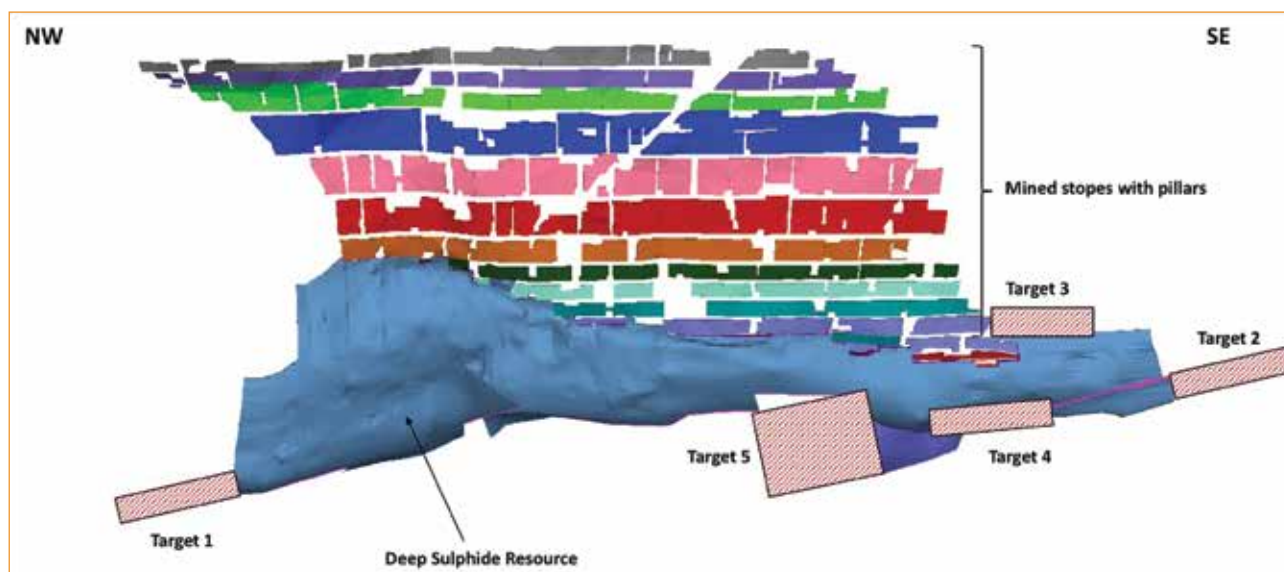 NW
SE
Mined stopes with pillars
Target 3
Target 2
Target 5
Target 4
Target 1
Deep Sulphide Resource